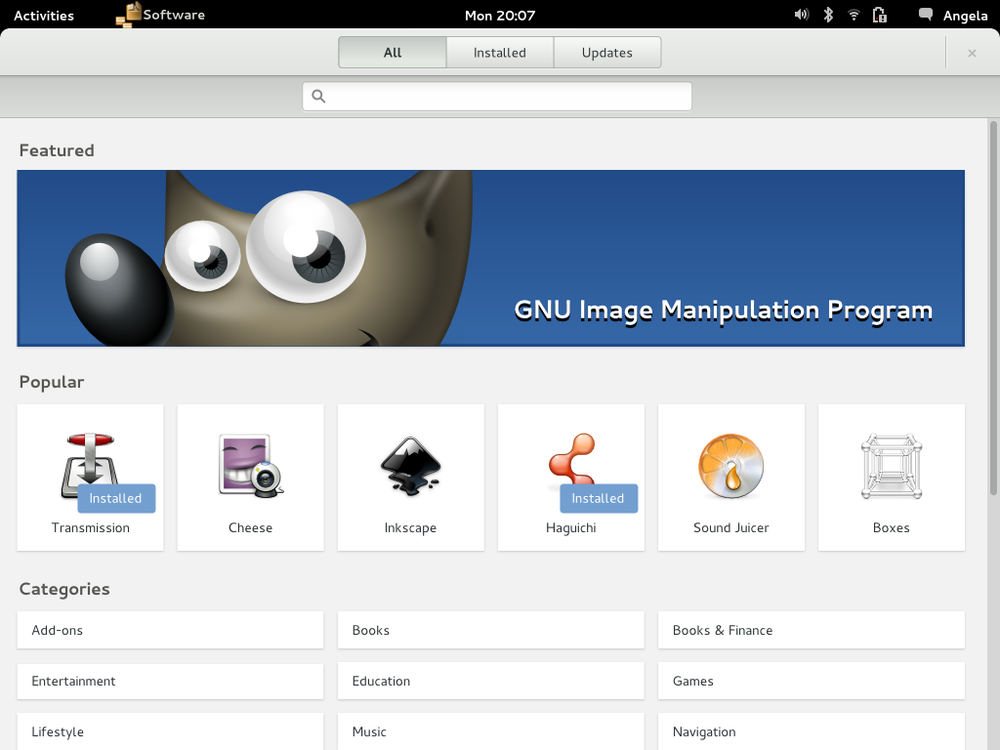 Activities Software Mon 20:07 Angela
All Installed Updates
Featured
GNU Image Manipulation Program
Popular
Installed Installed
Transmission Cheese Inkscape Haguichi Sound Juicer Boxes
Categories
Add-ons Books Books & Finance
Entertainment Education Games
Lifestyle Music Navigation